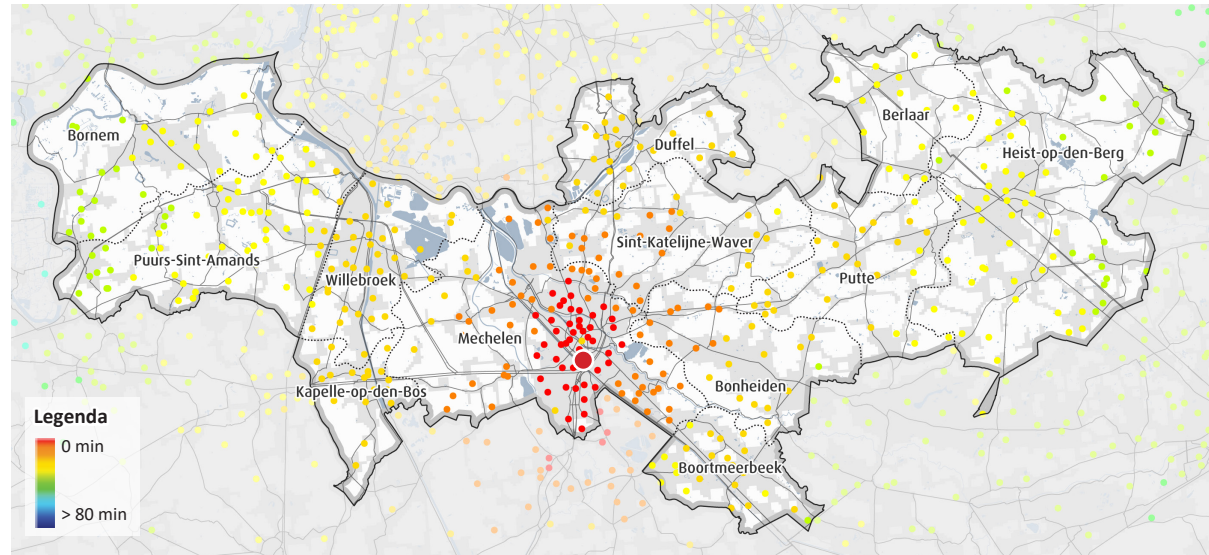 Berlaar
Bornem
Duffel
Heist-op-den-Berg
Sint-Katelijne-Waver
Puurs-Sint-Amands
Willebroek
Putte
Mechelen
Bonheiden
Kapelle-op-den-Bos
Boortmeerbeek
Legenda
0 min
> 80 min